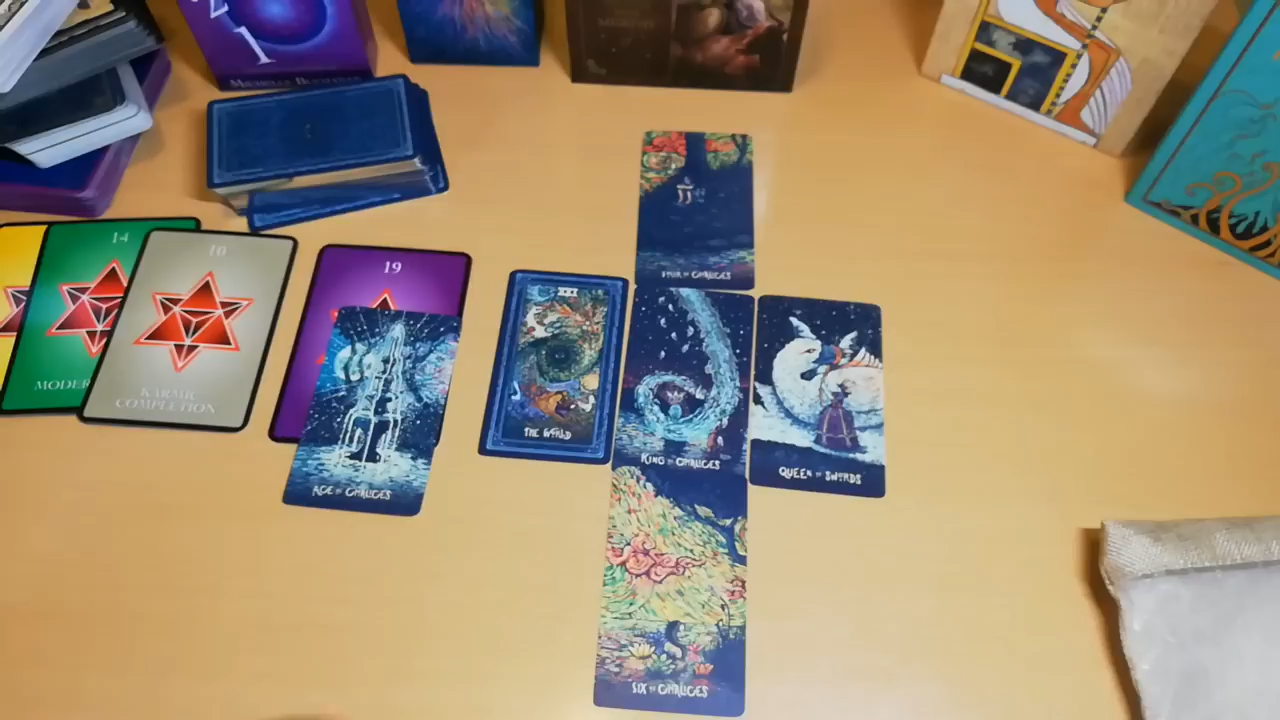 21
14
MODER
10
KARMIC
COMPLETION
19
ACE OF CHALICES
XXI
THE WORLD
FOUR OF CHALICES
KING OF CHALICES
QUEEN OF SWORDS
SIX OF CHALICES